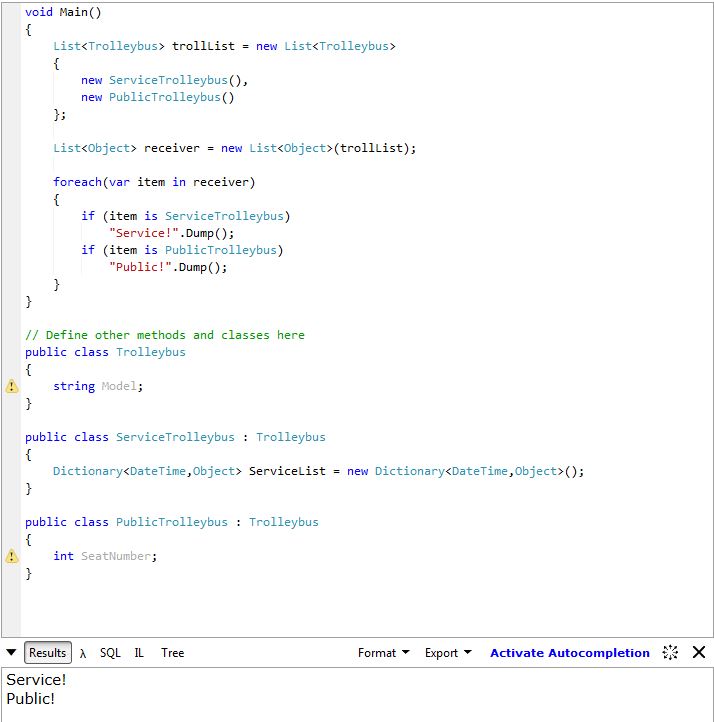 void Main()
{
    List<Trolleybus> trollList = new List<Trolleybus>
    {
        new ServiceTrolleybus(),
        new PublicTrolleybus()
    };

    List<Object> receiver = new List<Object>(trollList);

    foreach(var item in receiver)
    {
        if (item is ServiceTrolleybus)
            "Service!".Dump();
        if (item is PublicTrolleybus)
            "Public!".Dump();
    }
}

// Define other methods and classes here
public class Trolleybus
{
    string Model;
}

public class ServiceTrolleybus : Trolleybus
{
    Dictionary<DateTime,Object> ServiceList = new Dictionary<DateTime,Object>();
}

public class PublicTrolleybus : Trolleybus
{
    int SeatNumber;
}
Results λ SQL IL Tree Format Export Activate Autocompletion
Service!
Public!